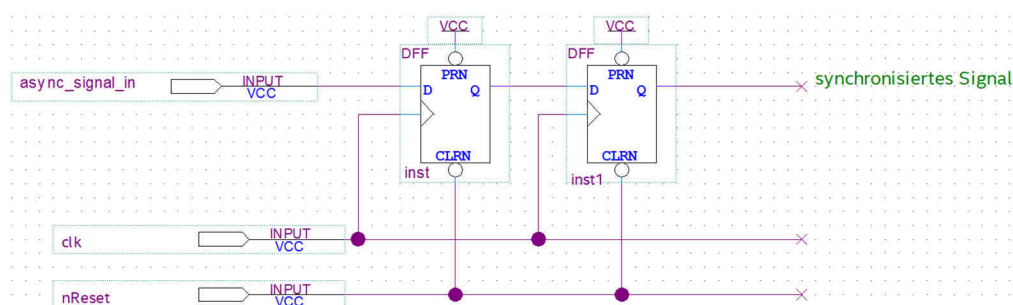 VCC
VCC
DFF
DFF
async_signal_in
INPUT
VCC
PRN
D
Q
CLRN
inst
PRN
D
Q
CLRN
inst1
synchronisiertes Signal
clk
INPUT
VCC
nReset
INPUT
VCC